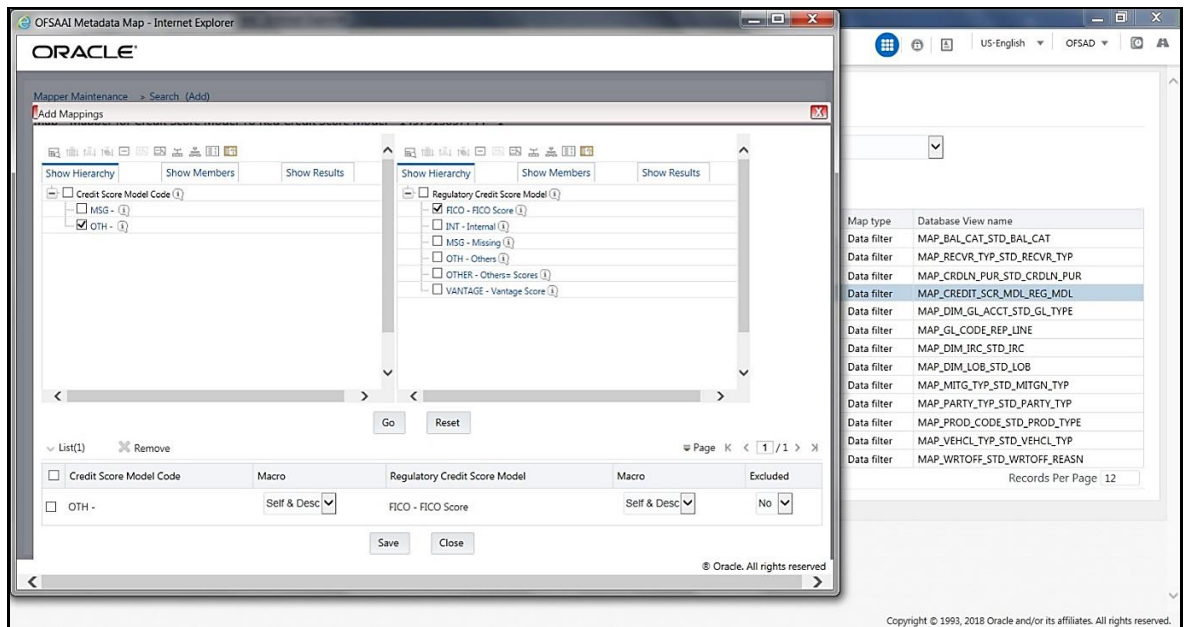 OFSAAI Metadata Map - Internet Explorer
ORACLE
US-English
OFSAD
Mapper Maintenance > Search (Add)
Add Mappings
Show Hierarchy Show Members Show Results
Credit Score Model Code
MSG -
OTH -
Show Hierarchy Show Members Show Results
Regulatory Credit Score Model
FICO - FICO Score
INT - Internal
MSG - Missing
OTH - Others
OTHER - Others= Scores
VANTAGE - Vantage Score
Go Reset
List(1) Remove Page 1 / 1
Credit Score Model Code Macro Regulatory Credit Score Model Macro Excluded
OTH - Self & Desc FICO - FICO Score Self & Desc No
Save Close
© Oracle. All rights reserved
Map type Database View name
Data filter MAP_BAL_CAT_STD_BAL_CAT
Data filter MAP_RECVR_TYP_STD_RECVR_TYP
Data filter MAP_CRDLN_PUR_STD_CRDLN_PUR
Data filter MAP_CREDIT_SCR_MDL_REG_MDL
Data filter MAP_DIM_GL_ACCT_STD_GL_TYPE
Data filter MAP_GL_CODE_REP_LINE
Data filter MAP_DIM_IRC_STD_IRC
Data filter MAP_DIM_LOB_STD_LOB
Data filter MAP_MITG_TYP_STD_MITGN_TYP
Data filter MAP_PARTY_TYP_STD_PARTY_TYP
Data filter MAP_PROD_CODE_STD_PROD_TYPE
Data filter MAP_VEHCL_TYP_STD_VEHCL_TYP
Data filter MAP_WRTOFF_STD_WRTOFF_REASN
Records Per Page 12
Copyright © 1993, 2018 Oracle and/or its affiliates. All rights reserved.